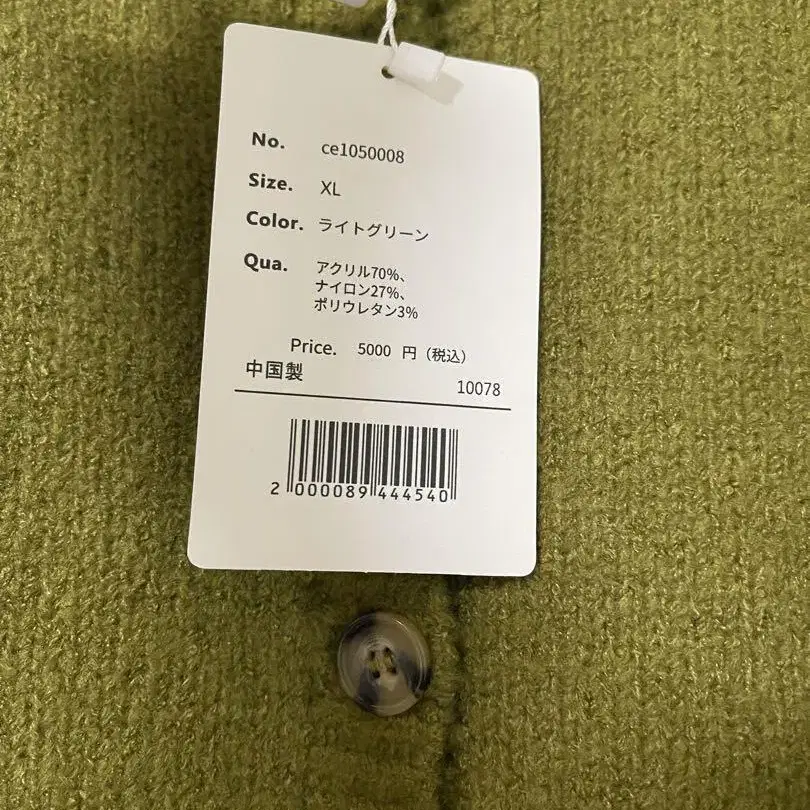 No. ce1050008
Size. XL
Color. ライトグリーン
Qua. アクリル70%、
ナイロン27%、
ポリウレタン3%
Price. 5000 円（税込）
中国製 10078
2 000089 444540